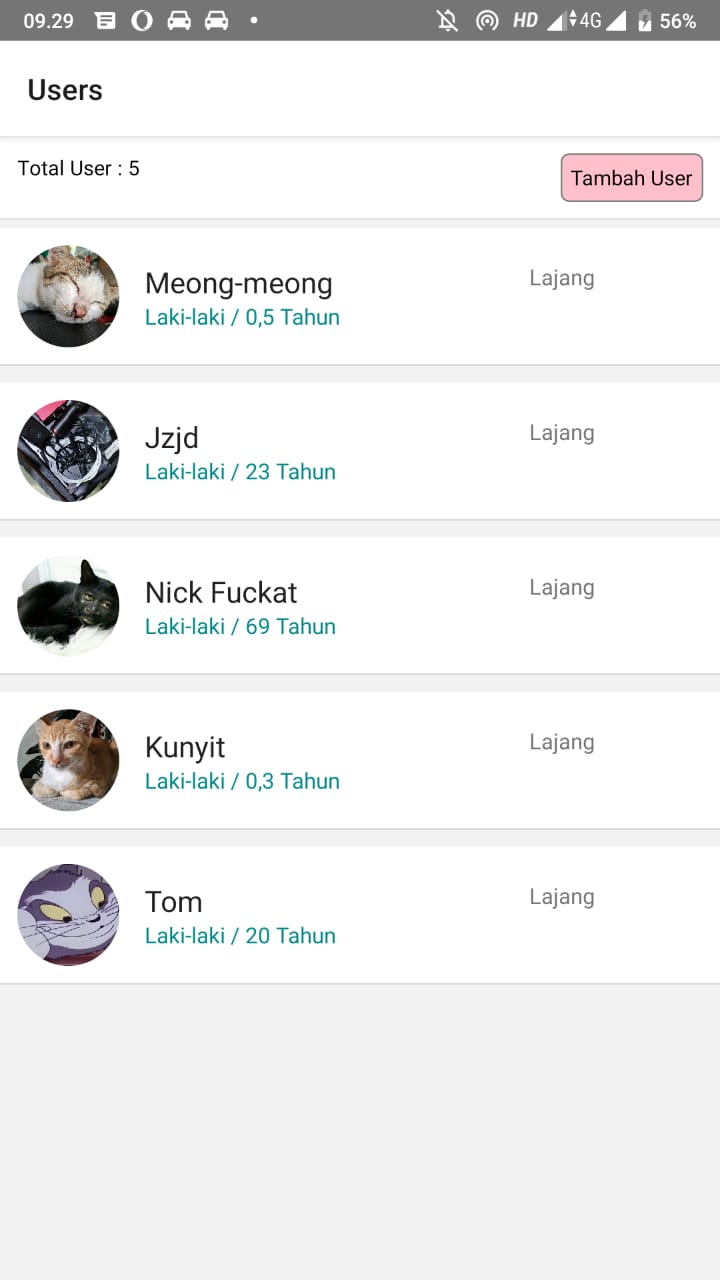 09.29 HD 4G 56%
Users
Total User : 5
Tambah User
Meong-meong
Lajang
Laki-laki / 0,5 Tahun
Jzjd
Lajang
Laki-laki / 23 Tahun
Nick Fuckat
Lajang
Laki-laki / 69 Tahun
Kunyit
Lajang
Laki-laki / 0,3 Tahun
Tom
Lajang
Laki-laki / 20 Tahun